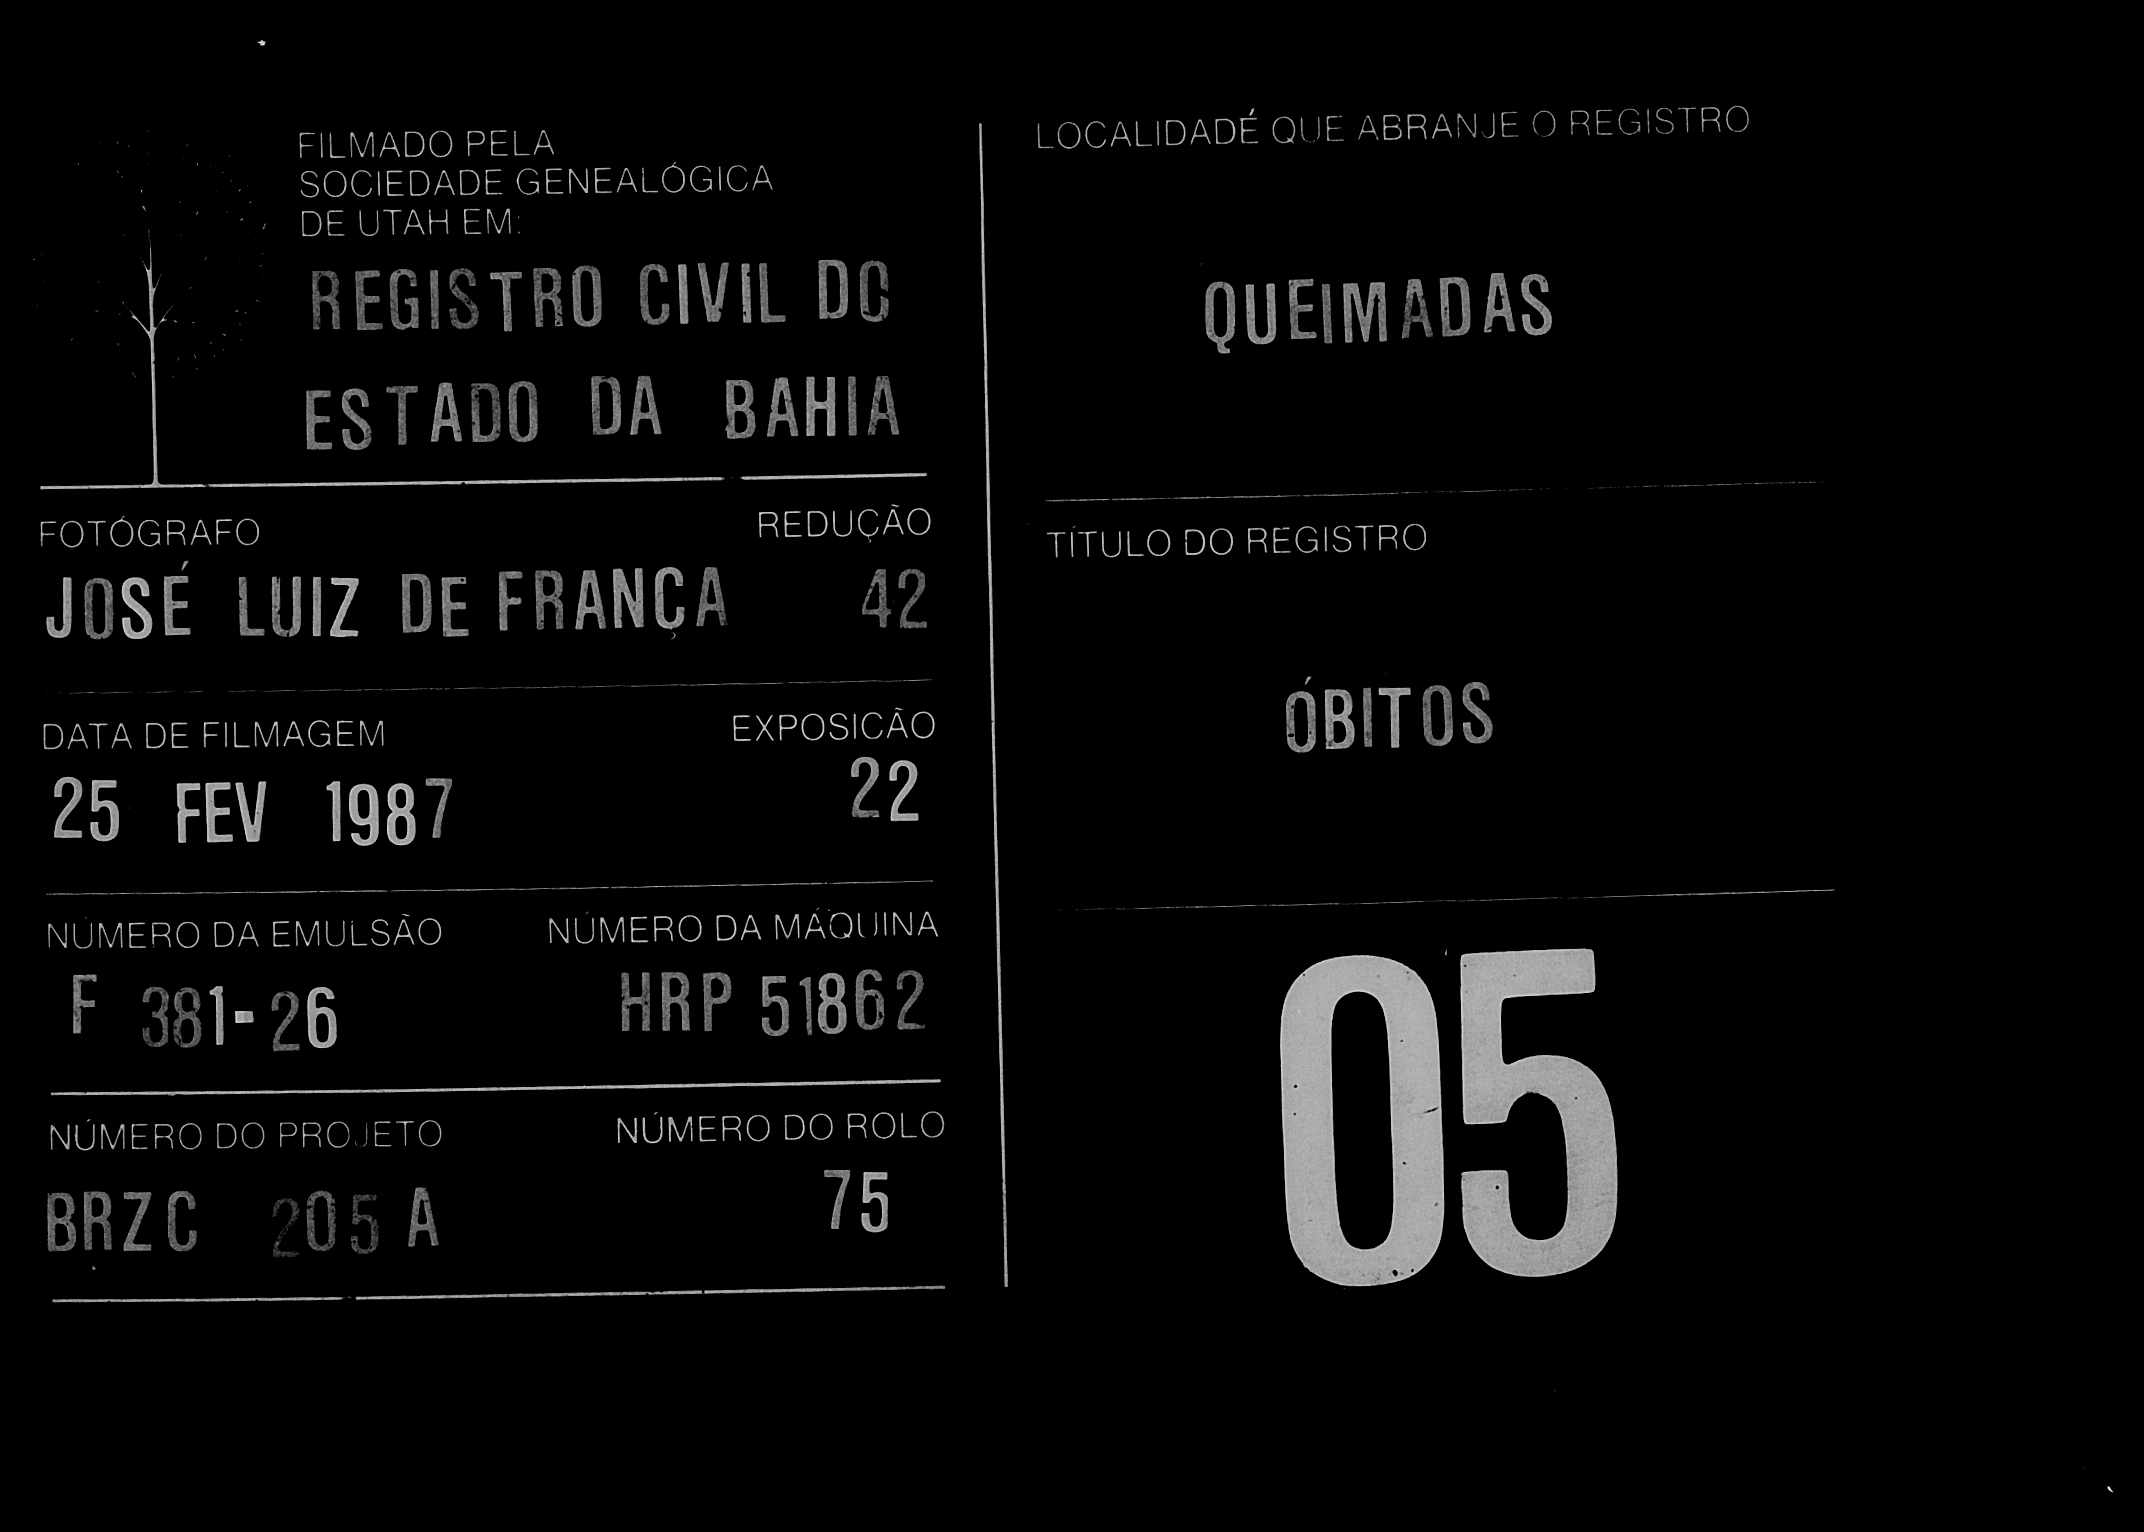 FILMADO PELA
SOCIEDADE GENEALÓGICA
DE UTAH EM:
REGISTRO CIVIL DO
ESTADO DA BAHIA
FOTÓGRAFO
REDUÇÃO
JOSÉ LUIZ DE FRANÇA
42
DATA DE FILMAGEM
EXPOSICÃO
25 FEV 1987
22
NÚMERO DA EMULSÃO
NÚMERO DA MÁQUINA
F 381-26
HRP 51862
NÚMERO DO PROJETO
NÚMERO DO ROLO
BRZC 205 A
75
LOCALIDADÉ QUE ABRANJE O REGISTRO
QUEIMADAS
TÍTULO DO REGISTRO
ÓBITOS
05